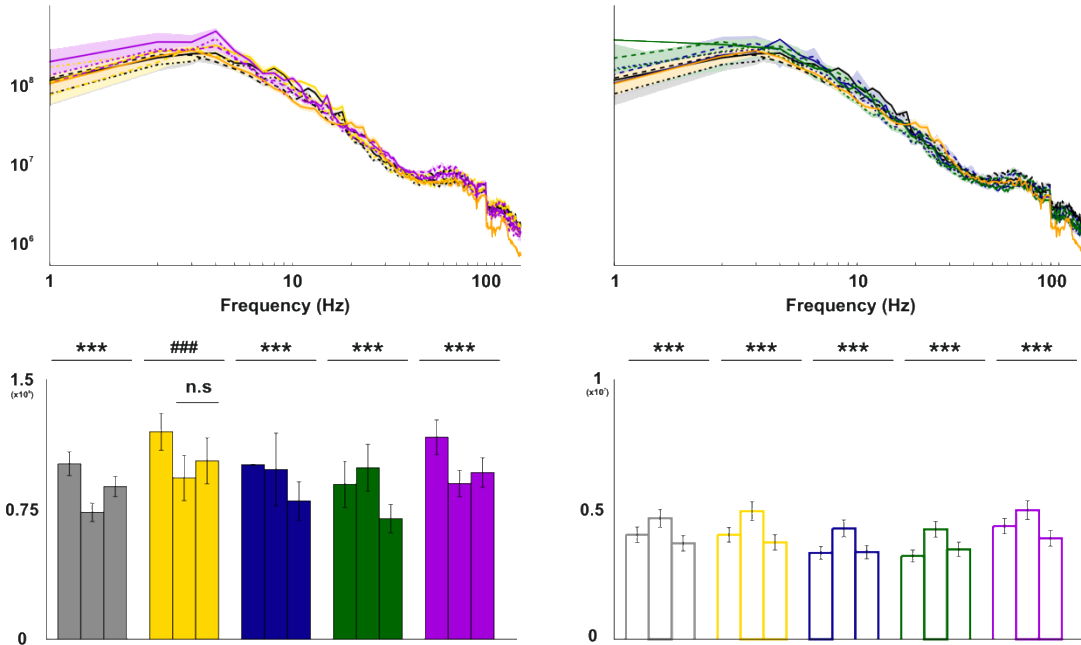 10⁸
10⁷
10⁶
1 10 100
Frequency (Hz)
1 10 100
Frequency (Hz)
*** ### *** *** ***
n.s
1.5
0.75
0
*** *** *** *** ***
1
0.5
0